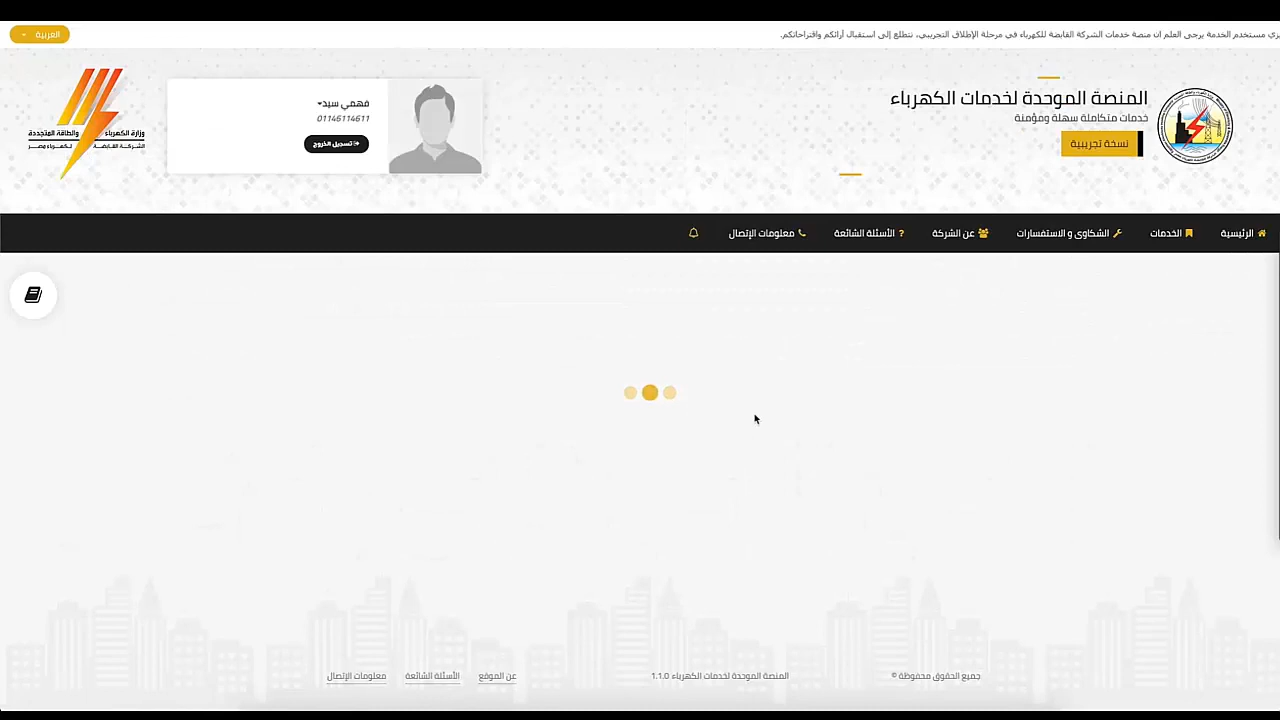 ي مستخدم الخدمة يرجى العلم ان منصة خدمات الشركة القابضة للكهرباء في مرحلة الإطلاق التجريبي، نتطلع إلى استقبال آرائكم واقتراحاتكم.
العربية
المنصة الموحدة لخدمات الكهرباء
خدمات متكاملة سهلة ومؤمنة
نسخة تجريبية
فهمي سيد
01146114611
تسجيل الخروج
وزارة الكهرباء والطاقة المتجددة
الشركة القابضة لكهرباء مصر
الرئيسية الخدمات الشكاوى و الاستفسارات عن الشركة الأسئلة الشائعة معلومات الإتصال
جميع الحقوق محفوظة © المنصة الموحدة لخدمات الكهرباء 1.1.0 عن الموقع الأسئلة الشائعة معلومات الإتصال